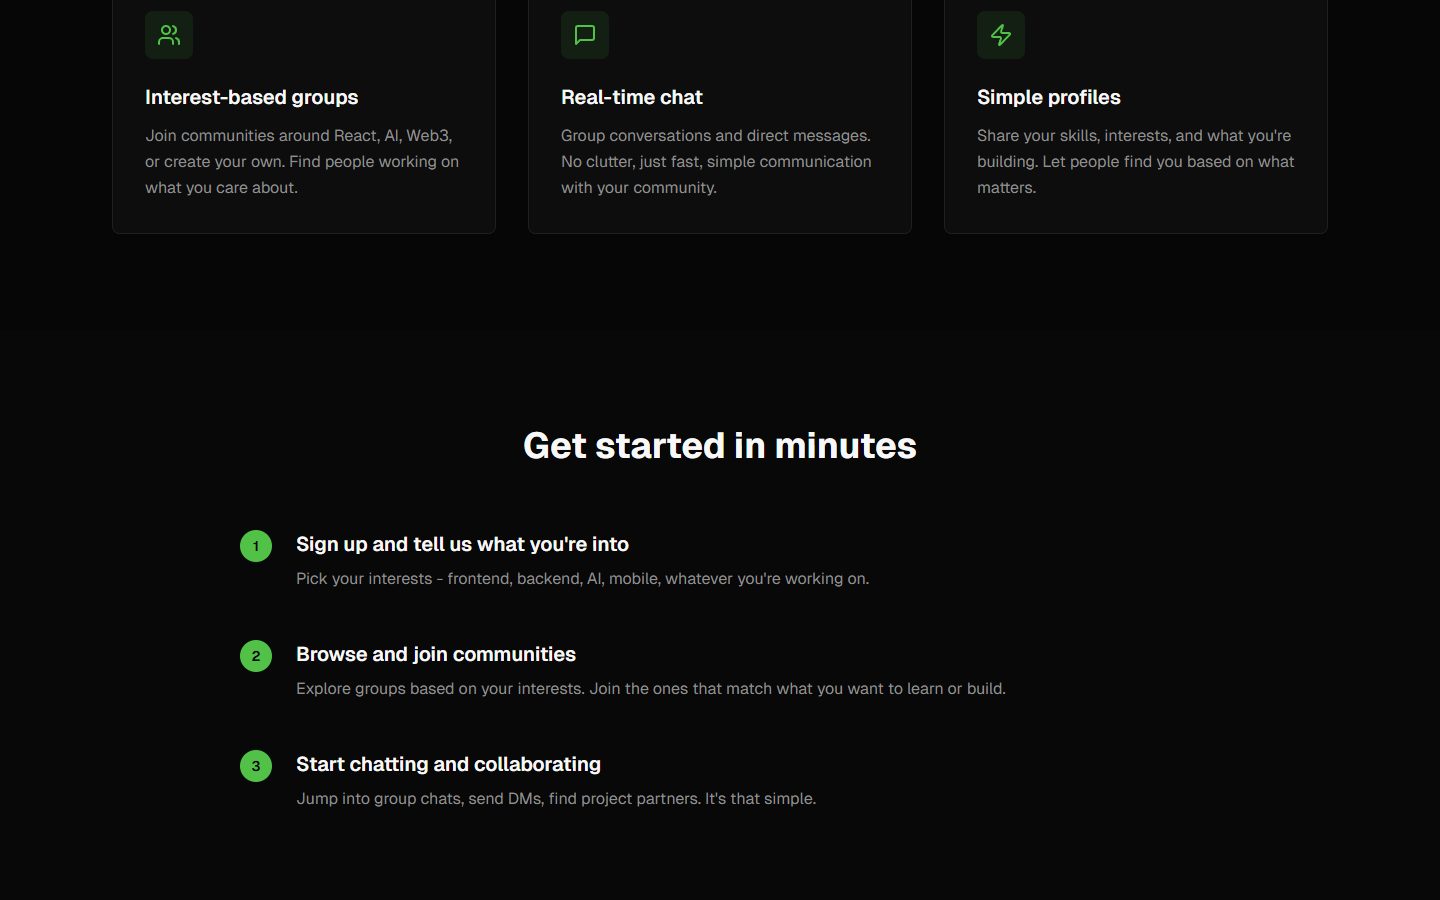 Interest-based groups
Join communities around React, AI, Web3,
or create your own. Find people working on
what you care about.
Real-time chat
Group conversations and direct messages.
No clutter, just fast, simple communication
with your community.
Simple profiles
Share your skills, interests, and what you're
building. Let people find you based on what
matters.
Get started in minutes
1
Sign up and tell us what you're into
Pick your interests - frontend, backend, AI, mobile, whatever you're working on.
2
Browse and join communities
Explore groups based on your interests. Join the ones that match what you want to learn or build.
3
Start chatting and collaborating
Jump into group chats, send DMs, find project partners. It's that simple.